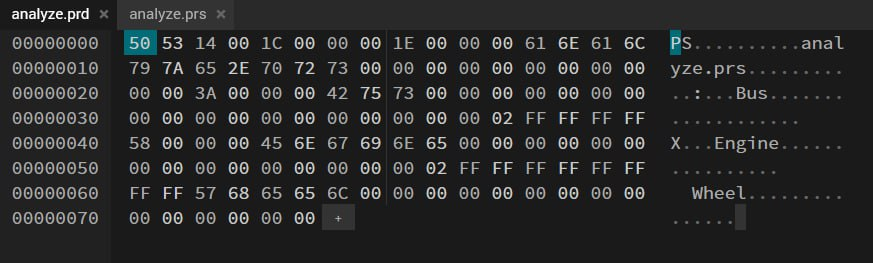 analyze.prd × analyze.prs ×
00000000 50 53 14 00 1C 00 00 00 1E 00 00 00 61 6E 61 6C PS..........anal
00000010 79 7A 65 2E 70 72 73 00 00 00 00 00 00 00 00 00 yze.prs.........
00000020 00 00 3A 00 00 00 42 75 73 00 00 00 00 00 00 00 ..:...Bus.......
00000030 00 00 00 00 00 00 00 00 00 00 00 02 FF FF FF FF ............
00000040 58 00 00 00 45 6E 67 69 6E 65 00 00 00 00 00 00 X...Engine......
00000050 00 00 00 00 00 00 00 00 00 02 FF FF FF FF FF FF ..........
00000060 FF FF 57 68 65 65 6C 00 00 00 00 00 00 00 00 00 Wheel.........
00000070 00 00 00 00 00 00 + ......